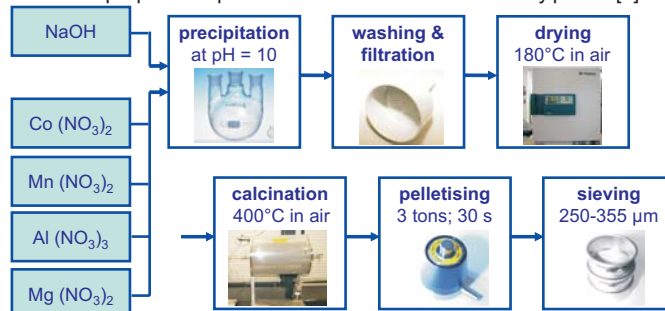 NaOH
Co (NO3)2
Mn (NO3)2
Al (NO3)3
Mg (NO3)2
precipitation
at pH = 10
washing &
filtration
drying
180°C in air
calcination
400°C in air
pelletising
3 tons; 30 s
sieving
250-355 µm